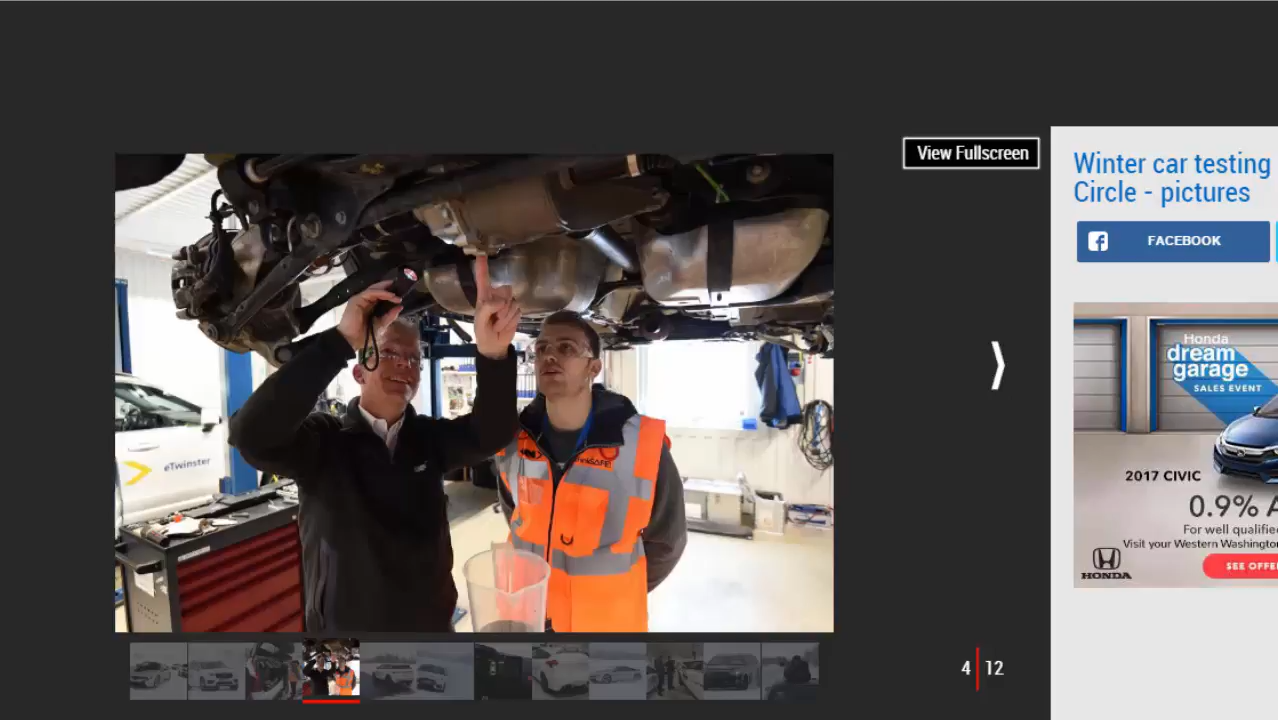 View Fullscreen
Winter car testing
Circle - pictures
FACEBOOK
Honda
dream
garage
SALES EVENT
eTwinster
2017 CIVIC
0.9% A
For well qualifie
Visit your Western Washington
HONDA
SEE OFFE
4 12